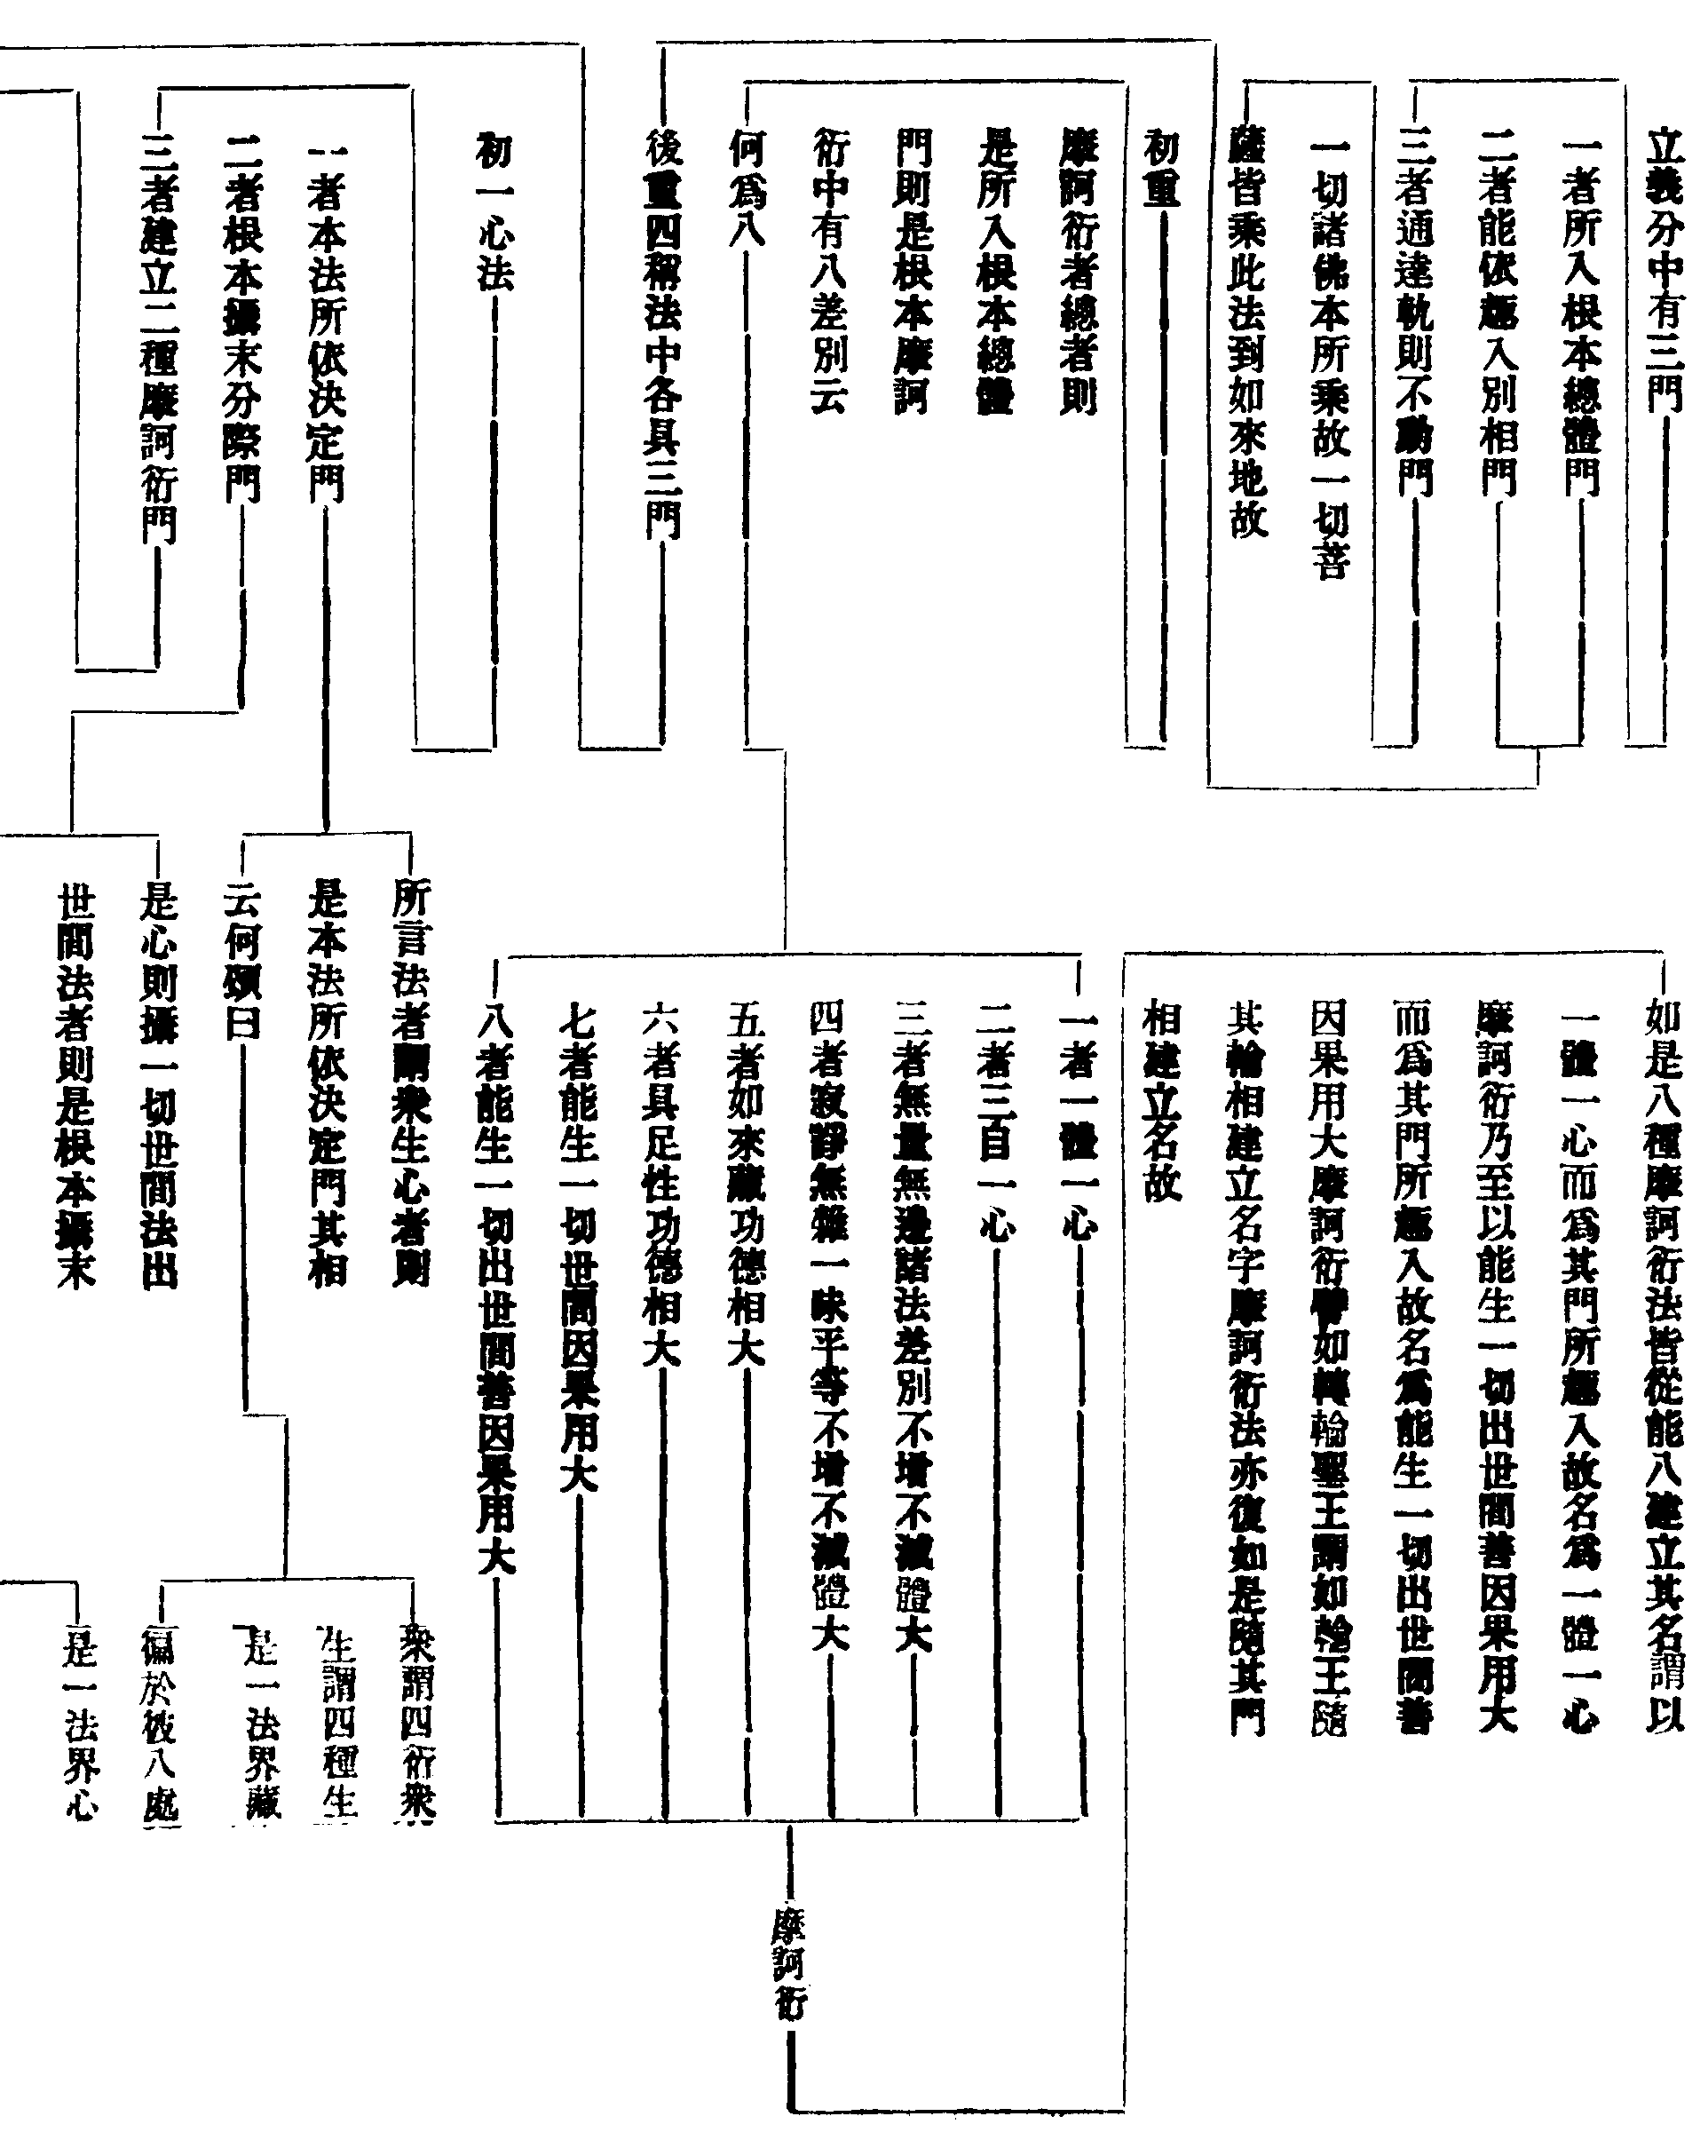 立義分中有三門
一者所入根本總體門
二者能依趣入別相門
三者通達軌則不動門
一切諸佛本所乘故一切菩
薩皆乘此法到如來地故
初重
摩訶衍者總者則
是所入根本總體
門則是根本摩訶
衍中有八差別云
何爲八
後重四種法中各具三門
初一心法
一者本法所依決定門
二者根本攝末分際門
三者建立二種摩訶衍門
如是八種摩訶衍法皆從能入建立其名謂以
一體一心而爲其門所趣入故名爲一體一心
摩訶衍乃至以能生一切出世間善因果用大
而爲其門所趣入故名爲能生一切出世間善
因果用大摩訶衍譬如轉輪聖王謂如輪王隨
其輪相建立名字摩訶衍法亦復如是隨其門
相建立名故
一者一體一心
二者三自一心
三者無量無邊諸法差別不增不減體大
四者寂靜無雜一味平等不增不減體大
五者如來藏功德相大
六者具足性功德相大
七者能生一切世間因果用大
八者能生一切出世間善因果用大
摩訶衍
所言法者謂衆生心者則
是本法所依決定門其相
云何頌曰
是心則攝一切世間法出
世間法者則是根本攝末
衆謂四衍衆
生謂四種生
是一法界藏
徧於彼八處
是一法界心